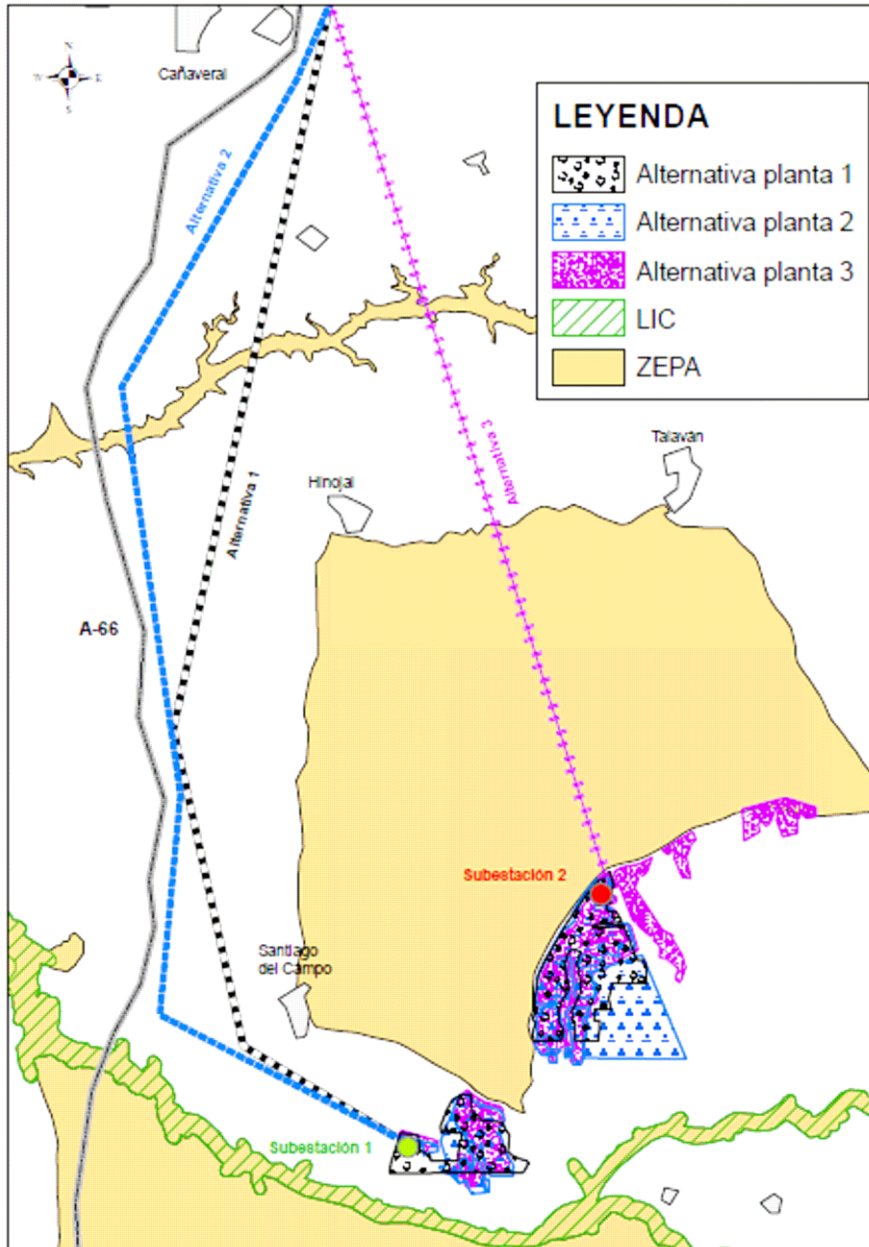 N
W
E
S
Cañaveral
LEYENDA
Alternativa planta 1
Alternativa planta 2
Alternativa planta 3
LIC
ZEPA
Alternativa 2
Alternativa 1
Alternativa 3
Hinojal
Talaván
A-66
Subestación 2
Santiago
del Campo
Subestación 1